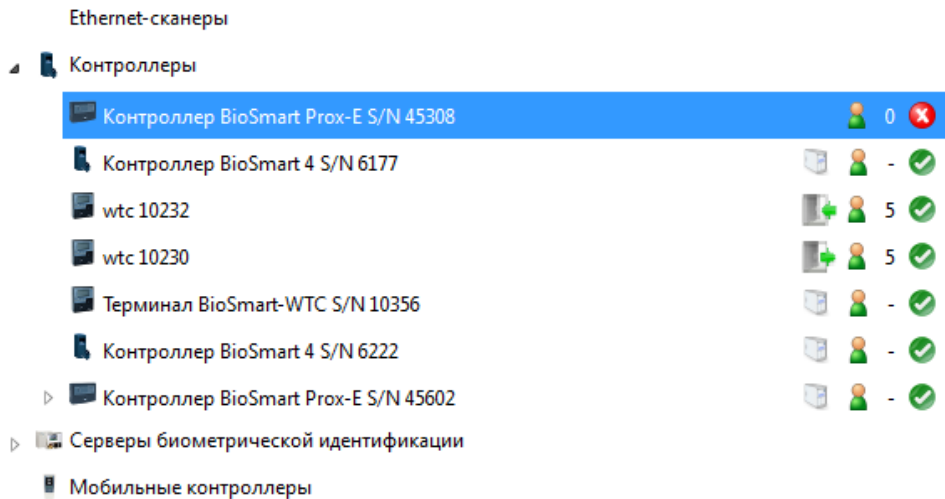 Ethernet-сканеры
Контроллеры
Контроллер BioSmart Prox-E S/N 45308 0
Контроллер BioSmart 4 S/N 6177 -
wtc 10232 5
wtc 10230 5
Терминал BioSmart-WTC S/N 10356 -
Контроллер BioSmart 4 S/N 6222 -
Контроллер BioSmart Prox-E S/N 45602 -
Серверы биометрической идентификации
Мобильные контроллеры